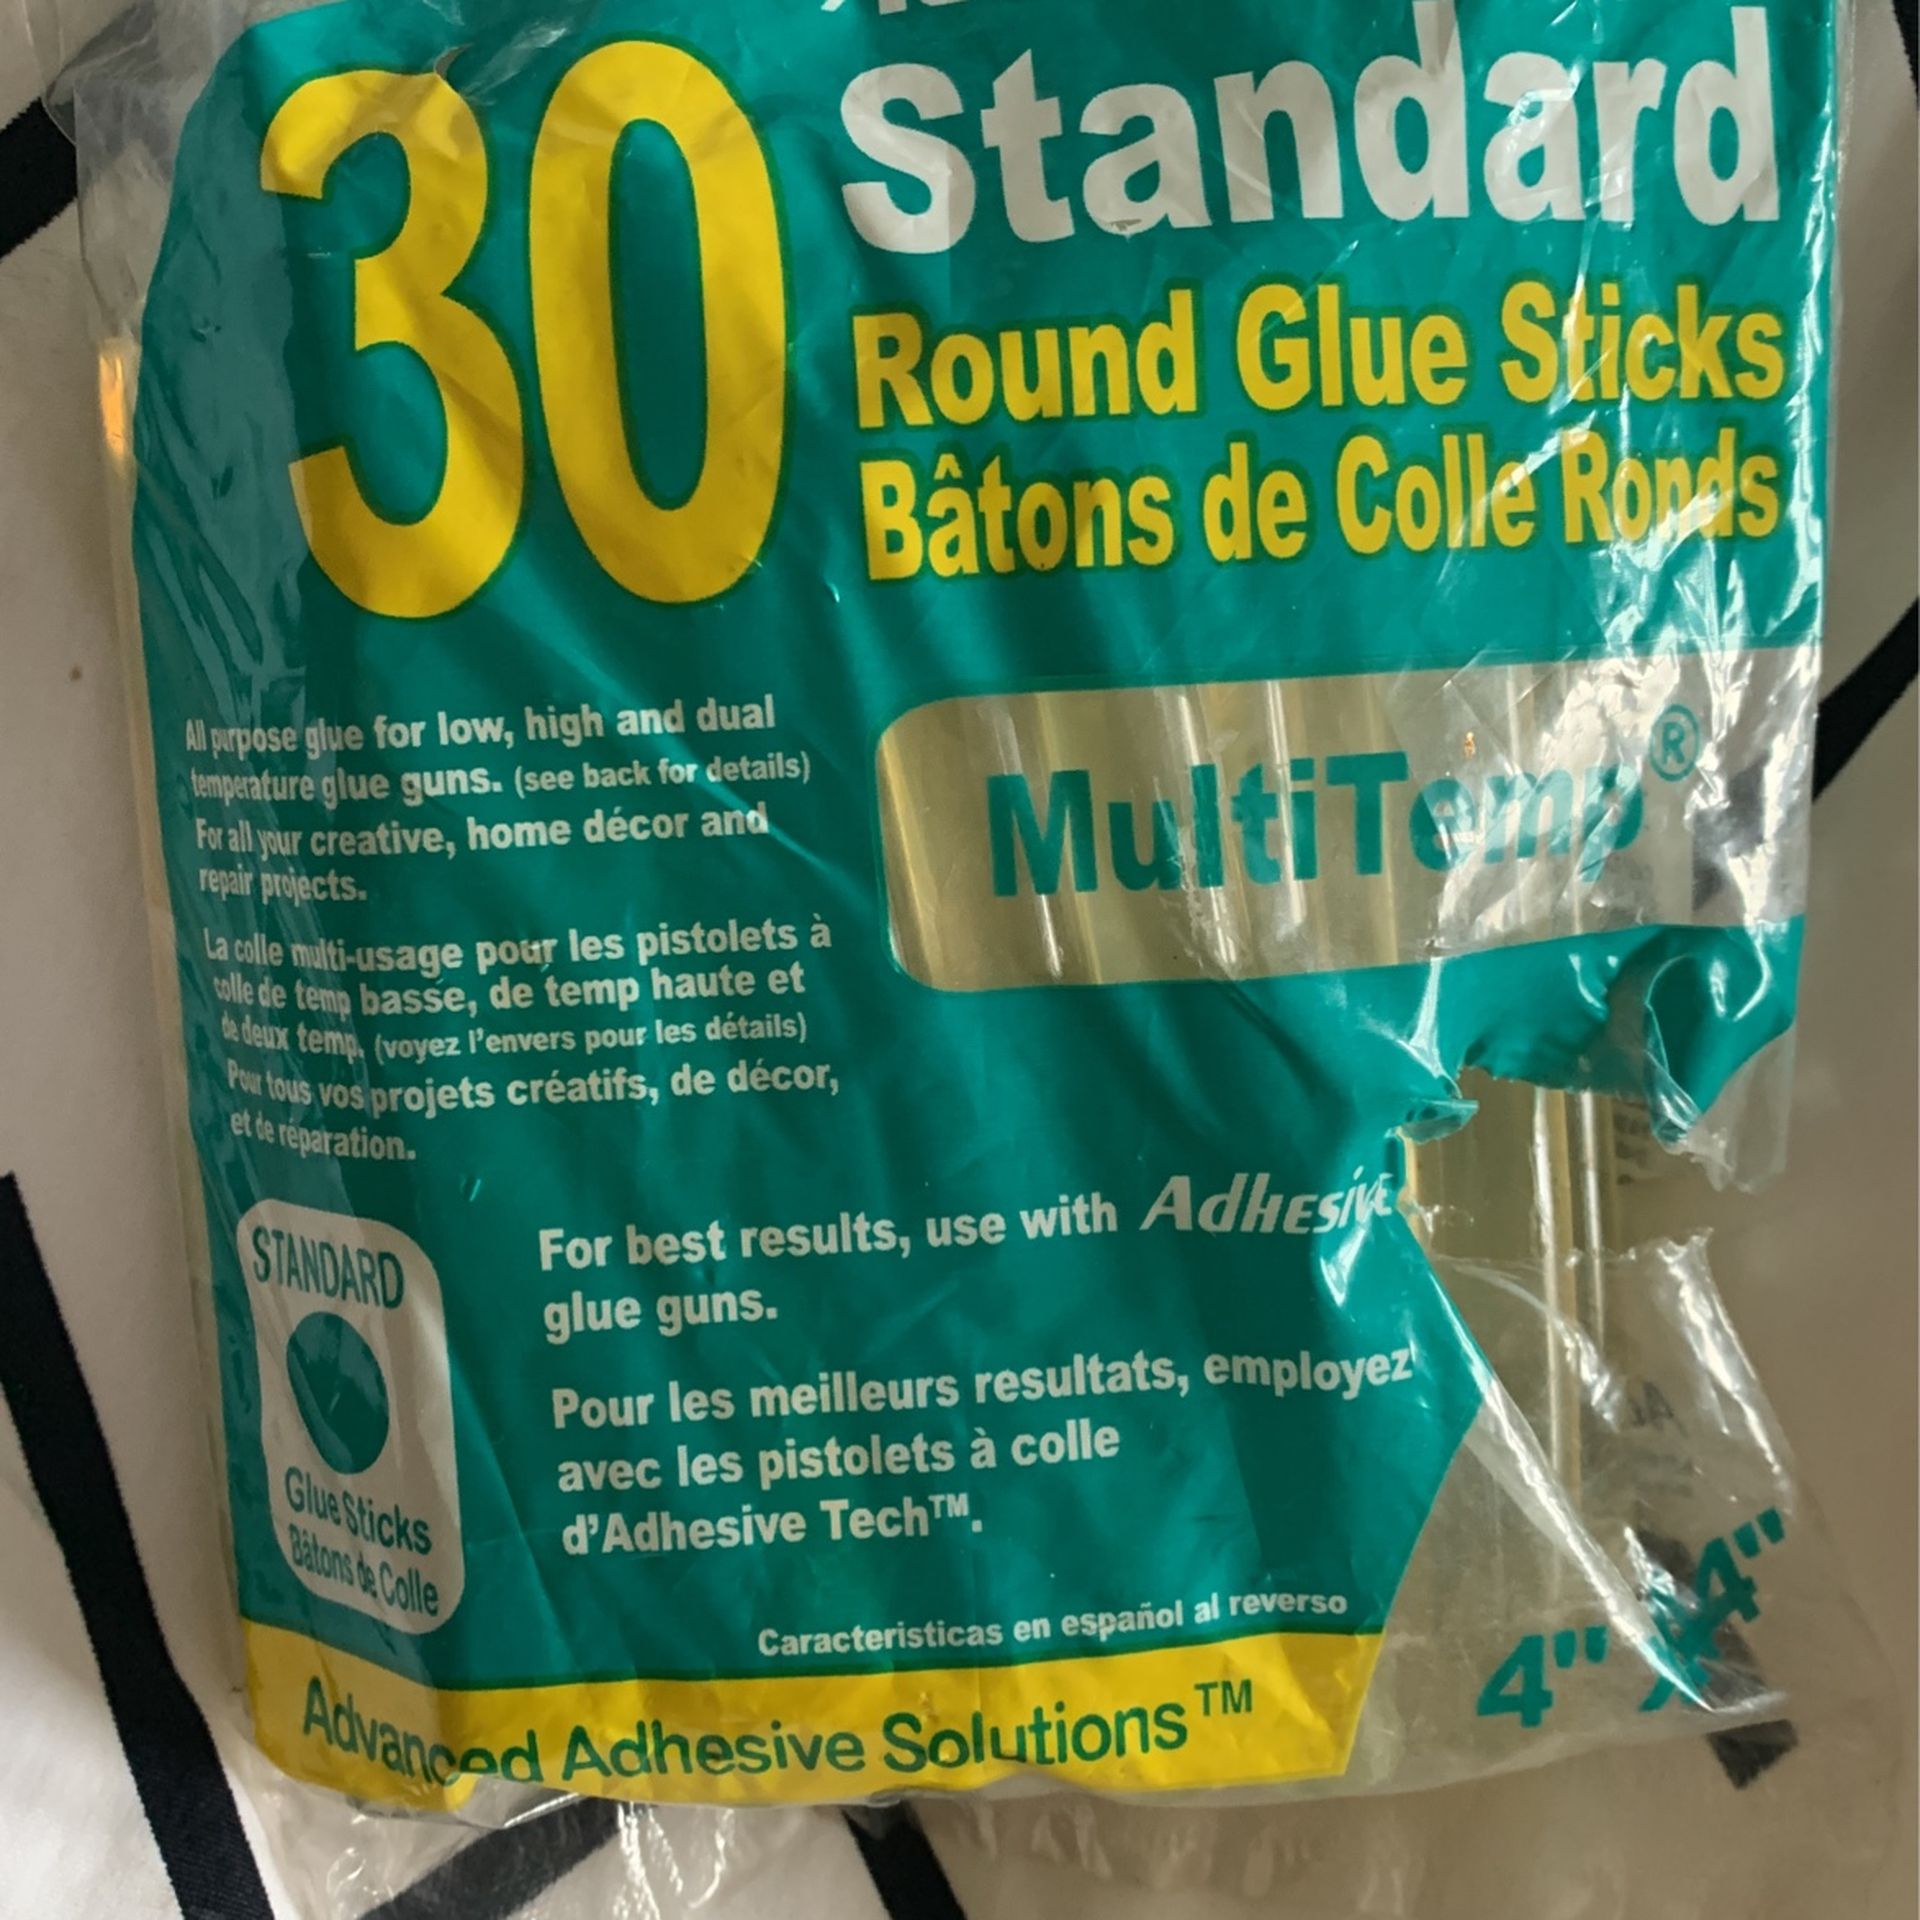 30
Standard
Round Glue Sticks
Bâtons de Colle Ronds
MultiTemp®
All purpose glue for low, high and dual
temperature glue guns. (see back for details)
For all your creative, home décor and
repair projects.
La colle multi-usage pour les pistolets à
colle de temp basse, de temp haute et
de deux temp. (voyez l'envers pour les détails)
Pour tous vos projets créatifs, de décor,
et de réparation.
STANDARD
Glue Sticks
Bâtons de Colle
For best results, use with Adhesive
glue guns.
Pour les meilleurs resultats, employez
avec les pistolets à colle
d'Adhesive Tech™.
Caracteristicas en español al reverso
Advanced Adhesive Solutions™
4" x